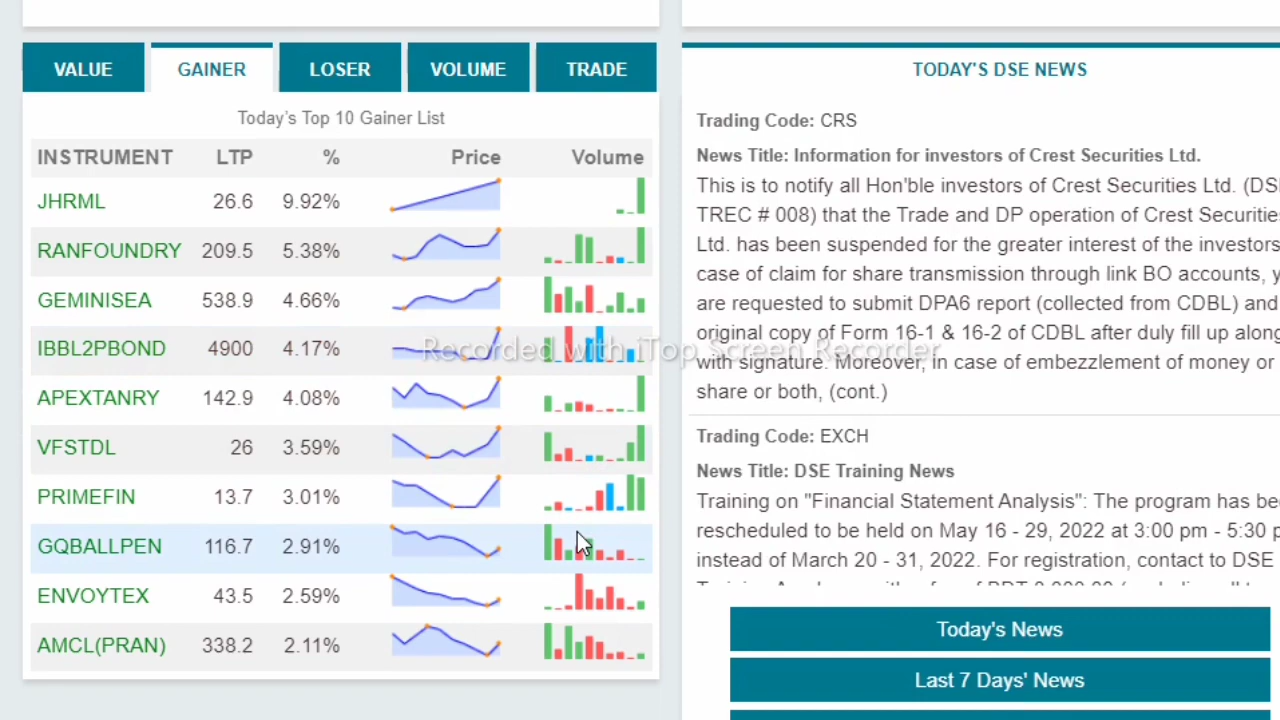 VALUE GAINER LOSER VOLUME TRADE
Today's Top 10 Gainer List
INSTRUMENT LTP % Price Volume
JHRML 26.6 9.92%
RANFOUNDRY 209.5 5.38%
GEMINISEA 538.9 4.66%
IBBL2PBOND 4900 4.17%
APEXTANRY 142.9 4.08%
VFSTDL 26 3.59%
PRIMEFIN 13.7 3.01%
GQBALLPEN 116.7 2.91%
ENVOYTEX 43.5 2.59%
AMCL(PRAN) 338.2 2.11%
TODAY'S DSE NEWS
Trading Code: CRS
News Title: Information for investors of Crest Securities Ltd.
This is to notify all Hon'ble investors of Crest Securities Ltd. (DSE
TREC # 008) that the Trade and DP operation of Crest Securities
Ltd. has been suspended for the greater interest of the investors
case of claim for share transmission through link BO accounts, y
are requested to submit DPA6 report (collected from CDBL) and
original copy of Form 16-1 & 16-2 of CDBL after duly fill up along
with signature. Moreover, in case of embezzlement of money or
share or both, (cont.)
Trading Code: EXCH
News Title: DSE Training News
Training on "Financial Statement Analysis": The program has bee
rescheduled to be held on May 16 - 29, 2022 at 3:00 pm - 5:30 p
instead of March 20 - 31, 2022. For registration, contact to DSE
Today's News
Last 7 Days' News
Recorded with iTop Screen Recorder